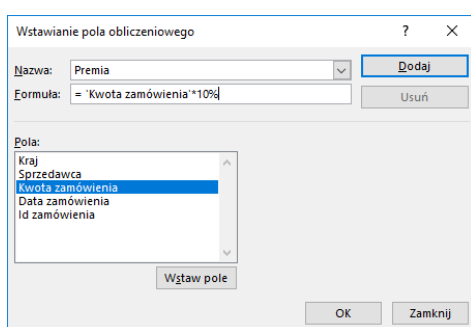 Wstawianie pola obliczeniowego ? ×
Nazwa: Premia Dodaj
Formuła: = 'Kwota zamówienia'*10% Usuń
Pola:
Kraj
Sprzedawca
Kwota zamówienia
Data zamówienia
Id zamówienia
Wstaw pole
OK Zamknij